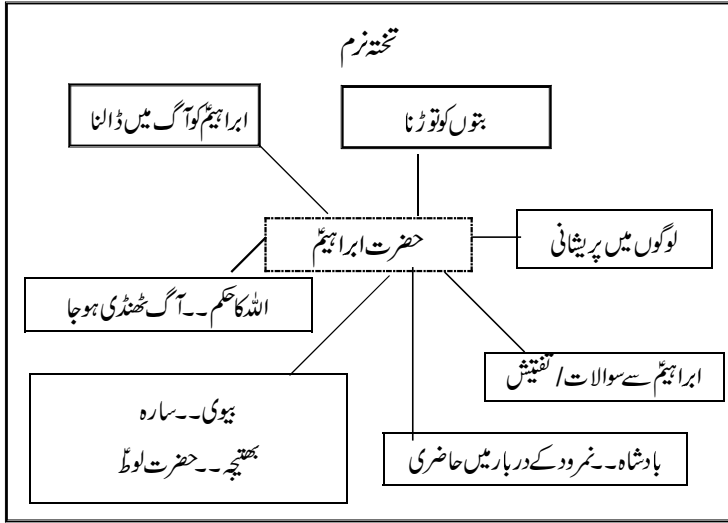 تختہ نرم
بتوں کو توڑنا
ابراہیمؑ کو آگ میں ڈالنا
لوگوں میں پریشانی
حضرت ابراہیمؑ
اللہ کا حکم ۔۔ آگ ٹھنڈی ہو جا
ابراہیمؑ سے سوالات / تفتیش
بیوی ۔۔ سارہ
بھتیجہ ۔۔ حضرت لوطؑ
بادشاہ ۔۔ نمرود کے دربار میں حاضری